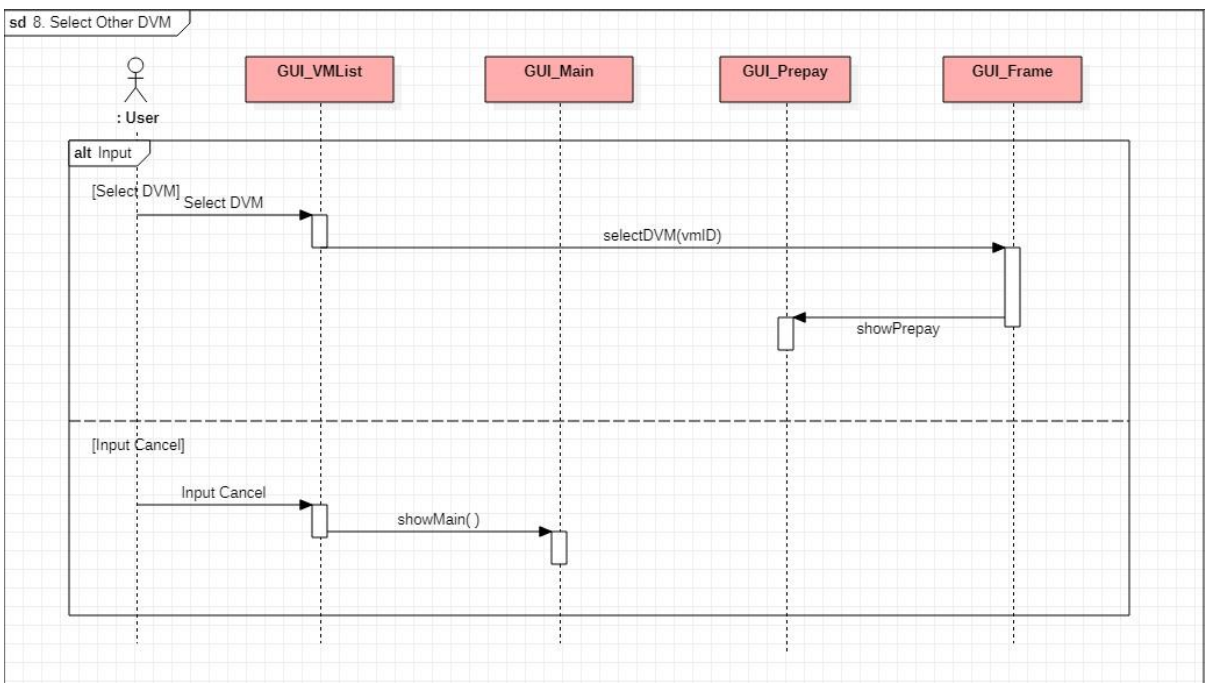 sd 8. Select Other DVM
GUI_VMList
GUI_Main
GUI_Prepay
GUI_Frame
: User
alt Input
[Select DVM]
Select DVM
selectDVM(vmID)
showPrepay
[Input Cancel]
Input Cancel
showMain( )